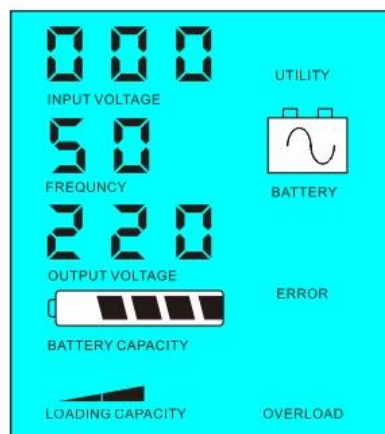 000
UTILITY
INPUT VOLTAGE
50
FREQUNCY
BATTERY
220
OUTPUT VOLTAGE
ERROR
BATTERY CAPACITY
LOADING CAPACITY
OVERLOAD